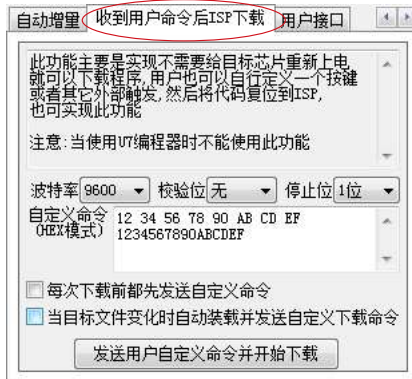 自动增量 收到用户命令后ISP下载 用户接口
此功能主要是实现不需要给目标芯片重新上电
就可以下载程序,用户也可以自行定义一个按键
或者其它外部触发,然后将代码复位到ISP,
也可实现此功能
注意:当使用U7编程器时不能使用此功能
波特率 9600 校验位 无 停止位 1位
自定义命令 12 34 56 78 90 AB CD EF
(HEX模式) 1234567890ABCDEF
每次下载前都先发送自定义命令
当目标文件变化时自动装载并发送自定义下载命令
发送用户自定义命令并开始下载